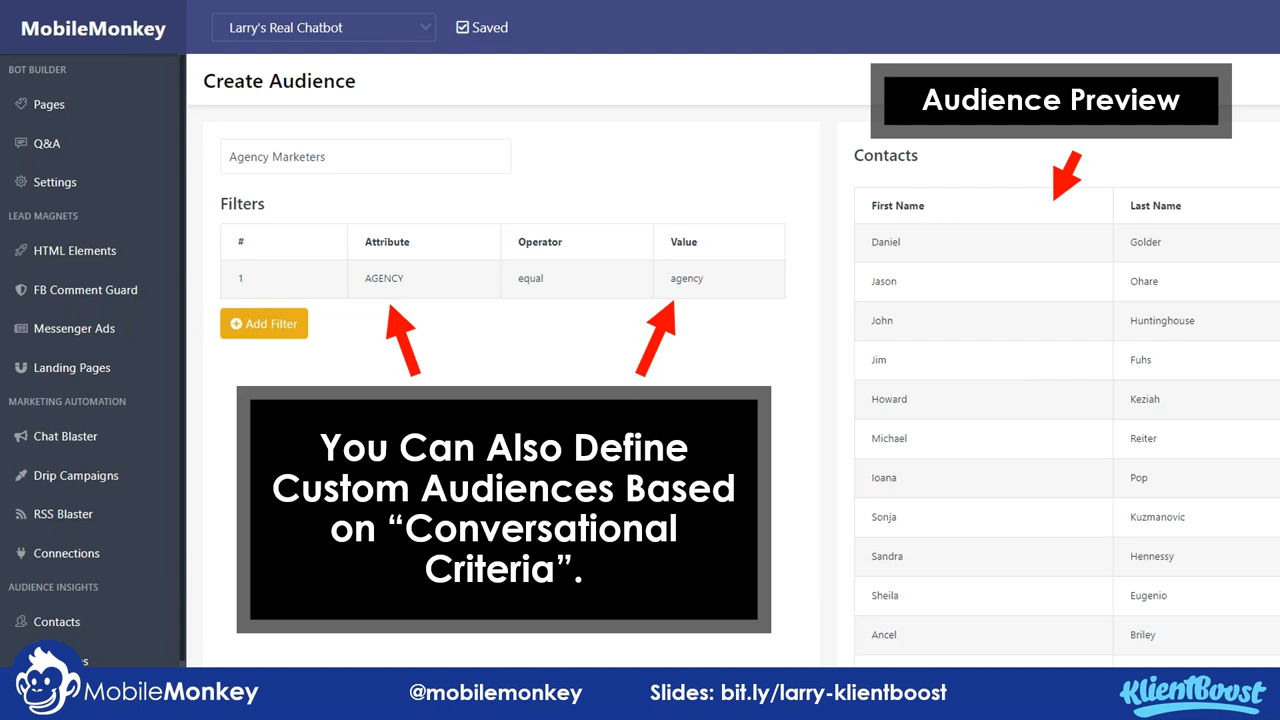 MobileMonkey
Larry's Real Chatbot
Saved
BOT BUILDER
Pages
Q&A
Settings
LEAD MAGNETS
HTML Elements
FB Comment Guard
Messenger Ads
Landing Pages
MARKETING AUTOMATION
Chat Blaster
Drip Campaigns
RSS Blaster
Connections
AUDIENCE INSIGHTS
Contacts
Create Audience
Agency Marketers
Filters
# Attribute Operator Value
1 AGENCY equal agency
Add Filter
You Can Also Define
Custom Audiences Based
on “Conversational
Criteria”.
Audience Preview
Contacts
First Name Last Name
Daniel Golder
Jason Ohare
John Huntinghouse
Jim Fuhs
Howard Keziah
Michael Reiter
Ioana Pop
Sonja Kuzmanovic
Sandra Hennessy
Sheila Eugenio
Ancel Briley
MobileMonkey
@mobilemonkey
Slides: bit.ly/larry-klientboost
KlientBoost